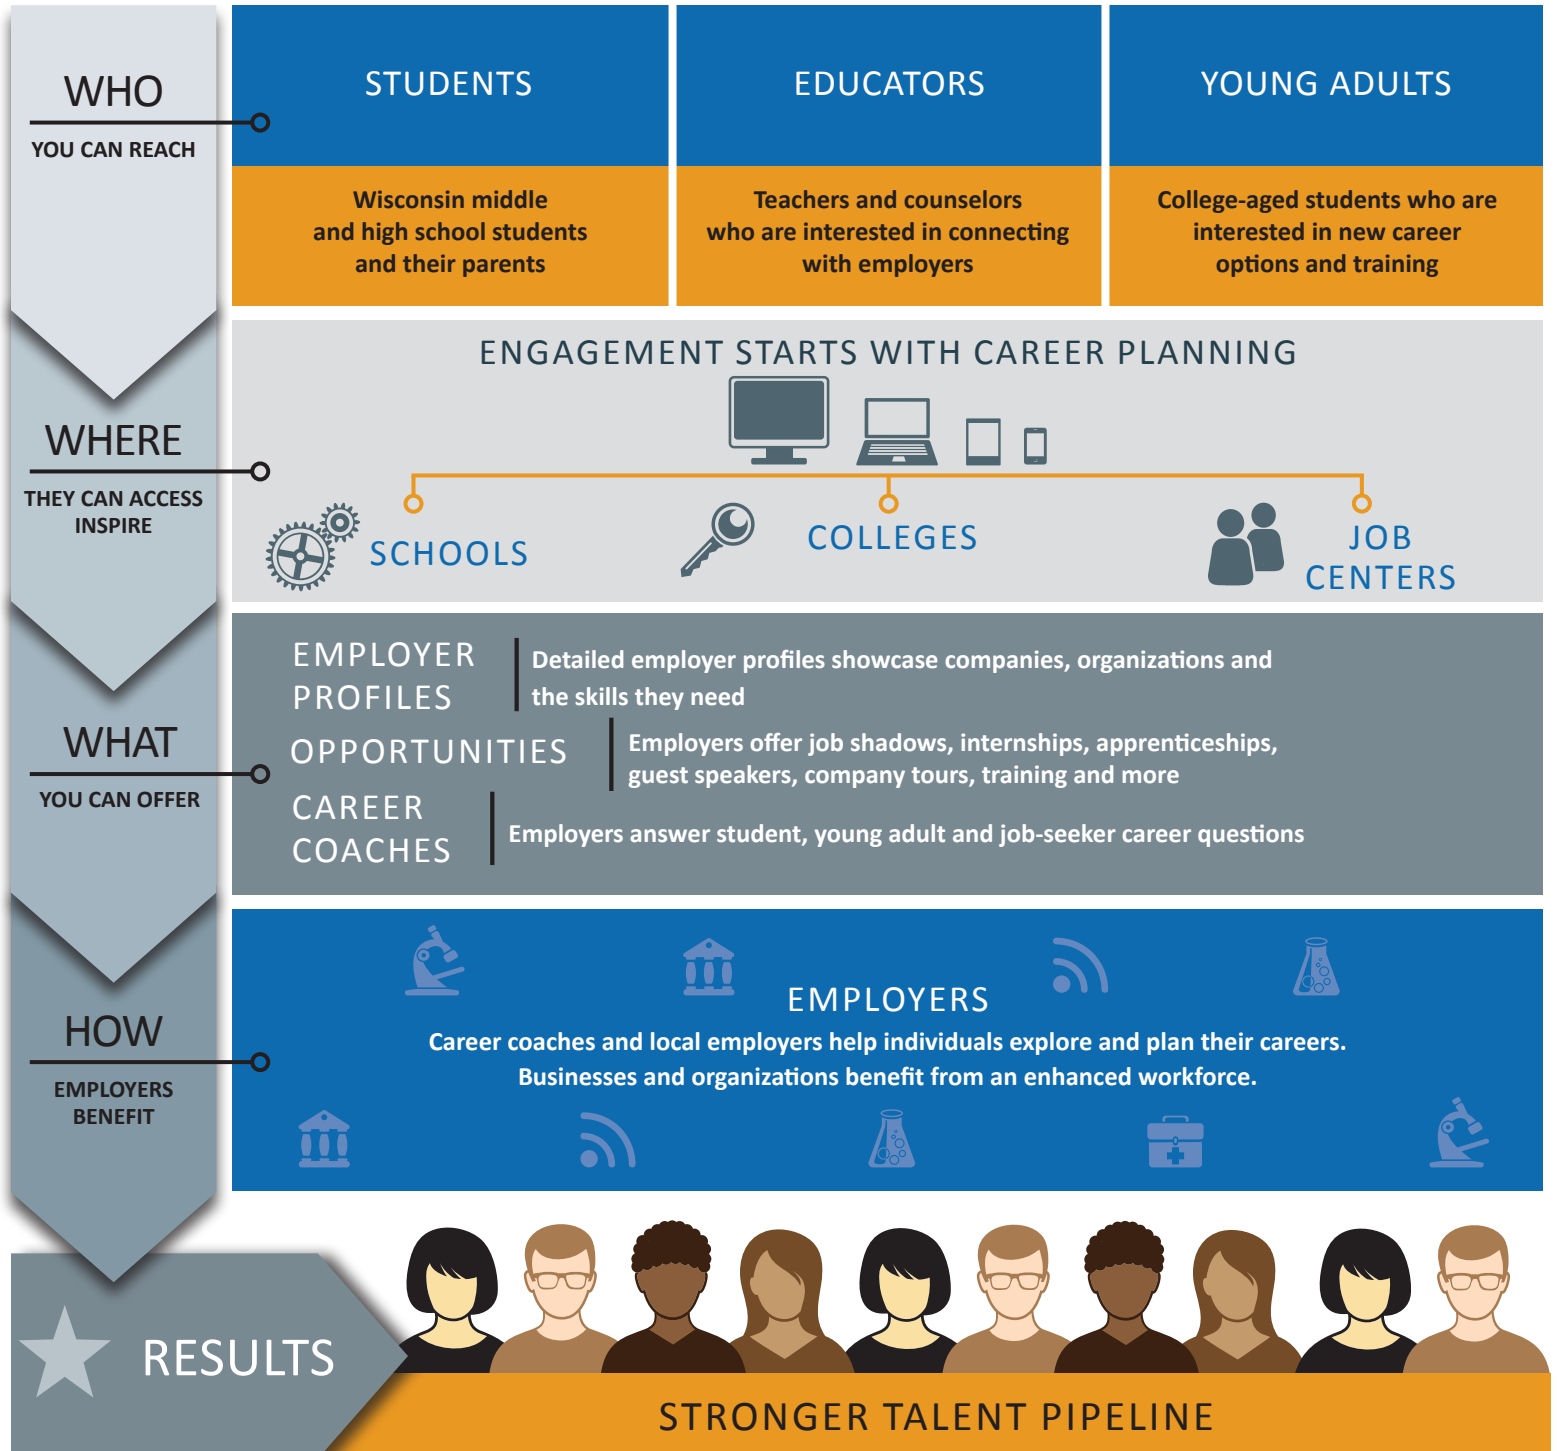 WHO
YOU CAN REACH
STUDENTS
Wisconsin middle
and high school students
and their parents
EDUCATORS
Teachers and counselors
who are interested in connecting
with employers
YOUNG ADULTS
College-aged students who are
interested in new career
options and training
WHERE
THEY CAN ACCESS
INSPIRE
ENGAGEMENT STARTS WITH CAREER PLANNING
SCHOOLS
COLLEGES
JOB
CENTERS
WHAT
YOU CAN OFFER
EMPLOYER
PROFILES
Detailed employer profiles showcase companies, organizations and
the skills they need
OPPORTUNITIES
Employers offer job shadows, internships, apprenticeships,
guest speakers, company tours, training and more
CAREER
COACHES
Employers answer student, young adult and job-seeker career questions
HOW
EMPLOYERS
BENEFIT
EMPLOYERS
Career coaches and local employers help individuals explore and plan their careers.
Businesses and organizations benefit from an enhanced workforce.
RESULTS
STRONGER TALENT PIPELINE